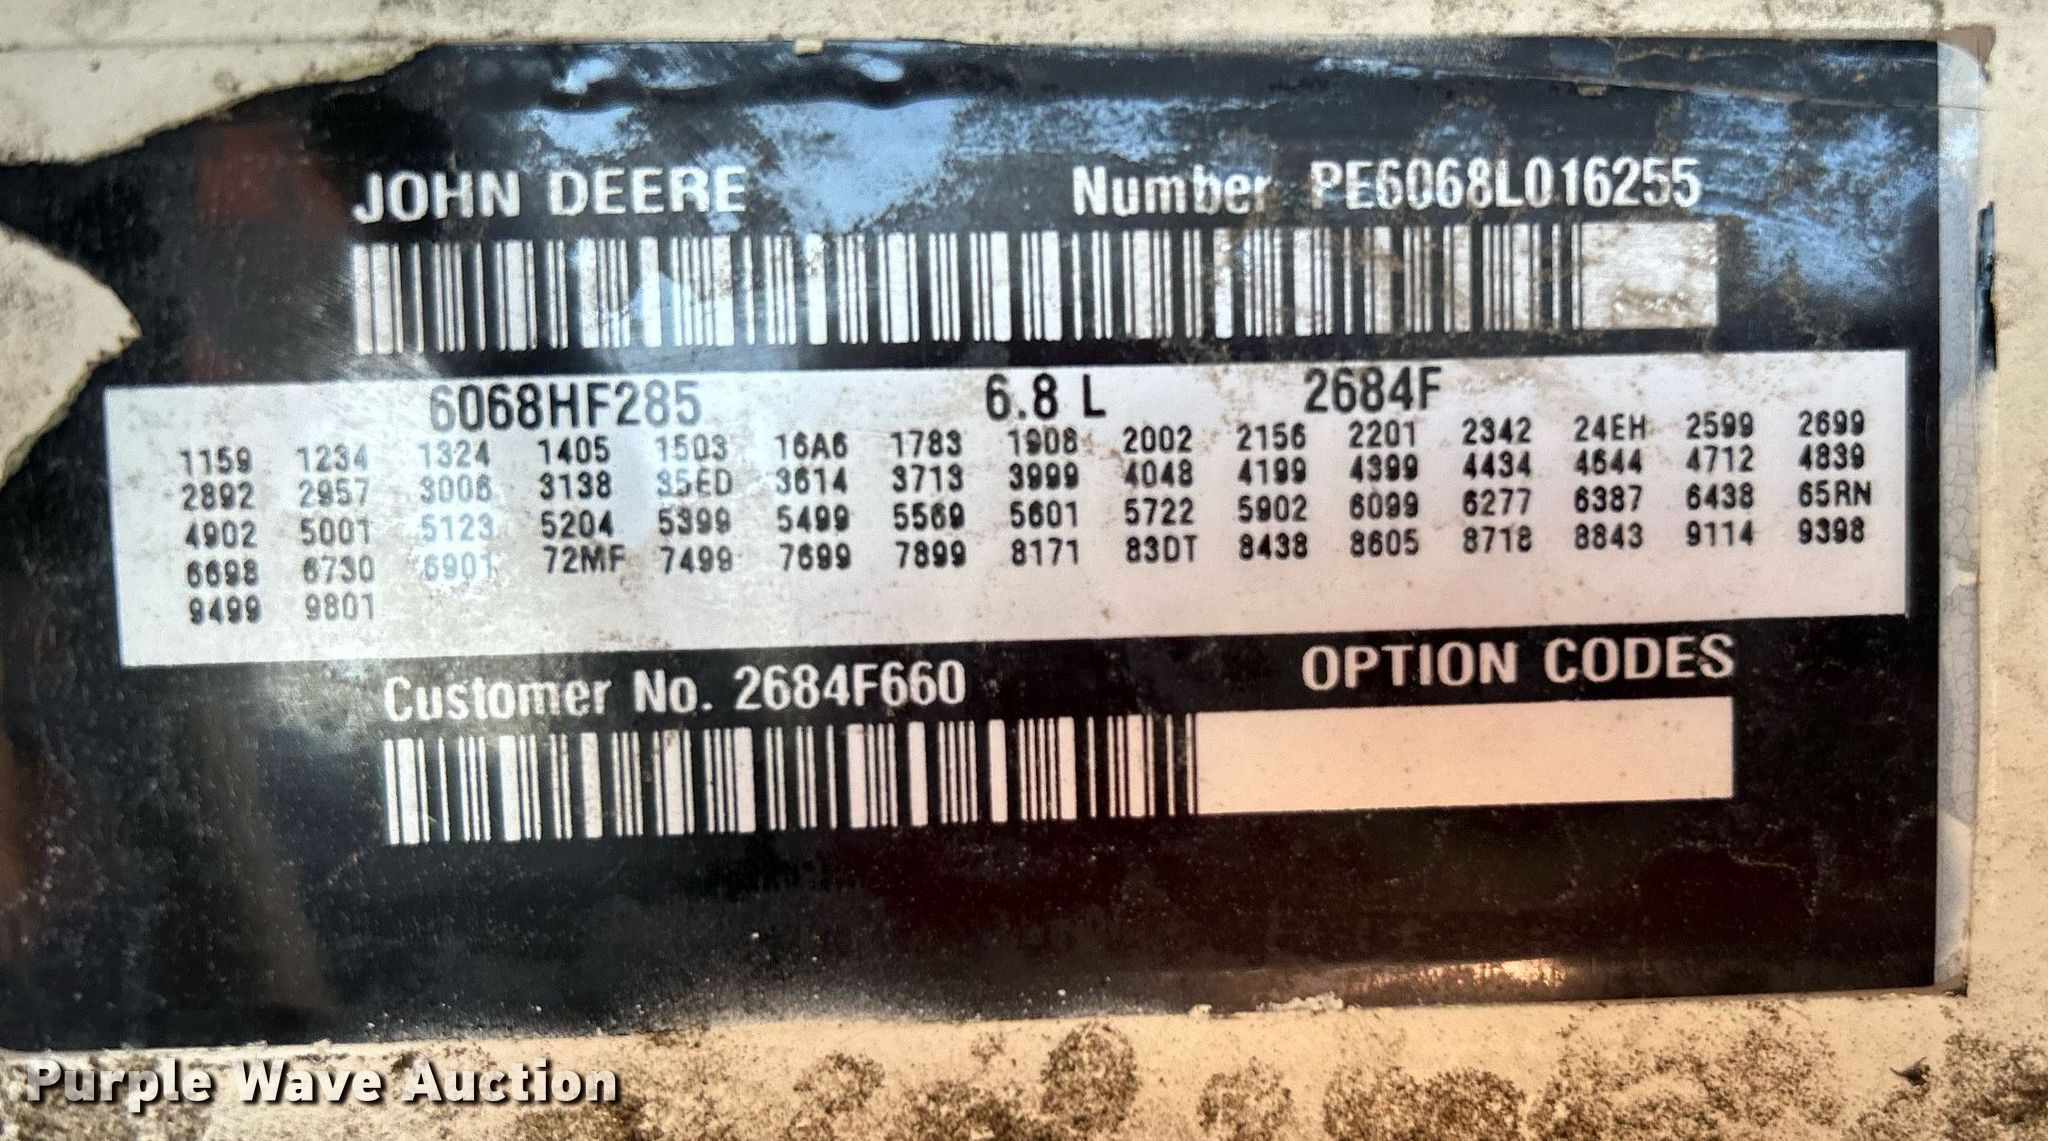 JOHN DEERE Number PE6068L016255
6068HF285 6.8 L 2684F
1159 1234 1324 1405 1503 16A6 1783 1908 2002 2156 2201 2342 24EH 2599 2699
2892 2957 3006 3138 35ED 3614 3713 3999 4048 4199 4399 4434 4644 4712 4839
4902 5001 5123 5204 5399 5499 5569 5601 5722 5902 6099 6277 6387 6438 65RN
6698 6730 6901 72MF 7499 7699 7899 8171 83DT 8438 8605 8718 8843 9114 9398
9499 9801
Customer No. 2684F660 OPTION CODES
Purple Wave Auction